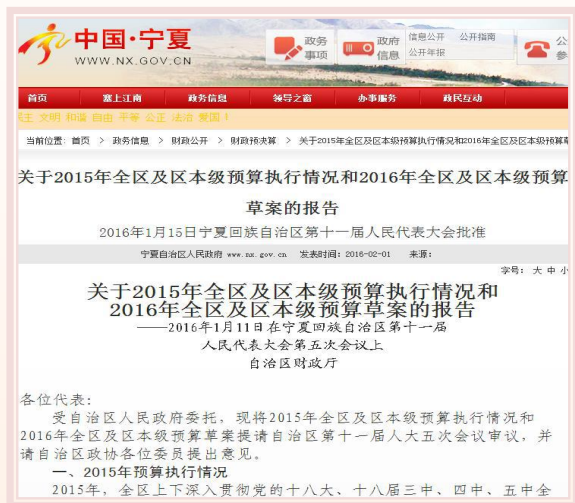 中国·宁夏
WWW.NX.GOV.CN
政务
事项
政府
信息
信息公开 公开指南
公开年报
公
参
首页 塞上江南 政务信息 领导之窗 办事服务 政民互动
民主 文明 和谐 自由 平等 公正 法治 爱国
当前位置：首页 > 政务信息 > 财政公开 > 财政预决算 > 关于2015年全区及区本级预算执行情况和2016年全区及区本级预算草
关于2015年全区及区本级预算执行情况和2016年全区及区本级预算
草案的报告
2016年1月15日宁夏回族自治区第十一届人民代表大会批准
宁夏自治区人民政府 www.nx.gov.cn 发表时间：2016-02-01 来源：
字号： 大 中 小
关于2015年全区及区本级预算执行情况和
2016年全区及区本级预算草案的报告
——2016年1月11日在宁夏回族自治区第十一届
人民代表大会第五次会议上
自治区财政厅
各位代表：
受自治区人民政府委托，现将2015年全区及区本级预算执行情况和
2016年全区及区本级预算草案提请自治区第十一届人大五次会议审议，并
请自治区政协各位委员提出意见。
一、2015年预算执行情况
2015年，全区上下深入贯彻党的十八大、十八届三中、四中、五中全